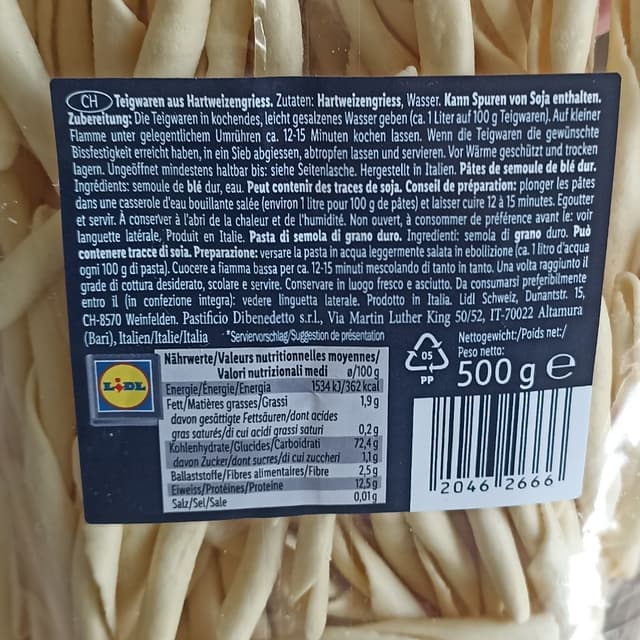 CH Teigwaren aus Hartweizengriess. Zutaten: Hartweizengriess, Wasser. Kann Spuren von Soja enthalten.
Zubereitung: Die Teigwaren in kochendes, leicht gesalzenes Wasser geben (ca. 1 Liter auf 100 g Teigwaren). Auf kleiner
Flamme unter gelegentlichem Umrühren ca. 12-15 Minuten kochen lassen. Wenn die Teigwaren die gewünschte
Bissfestigkeit erreicht haben, in ein Sieb abgiessen, abtropfen lassen und servieren. Vor Wärme geschützt und trocken
lagern. Ungeöffnet mindestens haltbar bis: siehe Seitenlasche. Hergestellt in Italien. Pâtes de semoule de blé dur.
Ingrédients: semoule de blé dur, eau. Peut contenir des traces de soja. Conseil de préparation: plonger les pâtes
dans une casserole d'eau bouillante salée (environ 1 litre pour 100 g de pâtes) et laisser cuire 12 à 15 minutes. Egoutter
et servir. À conserver à l'abri de la chaleur et de l'humidité. Non ouvert, à consommer de préférence avant le: voir
languette latérale, Produit en Italie. Pasta di semola di grano duro. Ingredienti: semola di grano duro. Può
contenere tracce di soia. Preparazione: versare la pasta in acqua leggermente salata in ebollizione (ca. 1 litro d'acqua
ogni 100 g di pasta). Cuocere a fiamma bassa per ca. 12-15 minuti mescolando di tanto in tanto. Una volta raggiunto il
grado di cottura desiderato, scolare e servire. Conservare in luogo fresco e asciutto. Da consumarsi preferibilmente
entro il (in confezione integra): vedere linguetta laterale. Prodotto in Italia. Lidl Schweiz, Dunantstr. 15,
CH-8570 Weinfelden. Pastificio Dibenedetto s.r.l., Via Martin Luther King 50/52, IT-70022 Altamura
(Bari), Italien/Italie/Italia *Serviervorschlag/Suggestion de présentation
Nährwerte/Valeurs nutritionnelles moyennes/
Valori nutrizionali medi ø/100 g
Energie/Énergie/Energia 1534 kJ/362 kcal
Fett/Matières grasses/Grassi 1,9 g
davon gesättigte Fettsäuren/dont acides
gras saturés/di cui acidi grassi saturi 0,2 g
Kohlenhydrate/Glucides/Carboidrati 72,4 g
davon Zucker/dont sucres/di cui zuccheri 1,1 g
Ballaststoffe/Fibres alimentaires/Fibre 2,5 g
Eiweiss/Protéines/Proteine 12,5 g
Salz/Sel/Sale 0,01 g
LIDL
05
PP
Nettogewicht:/Poids net:/
Peso netto:
500 g e
2046 2666